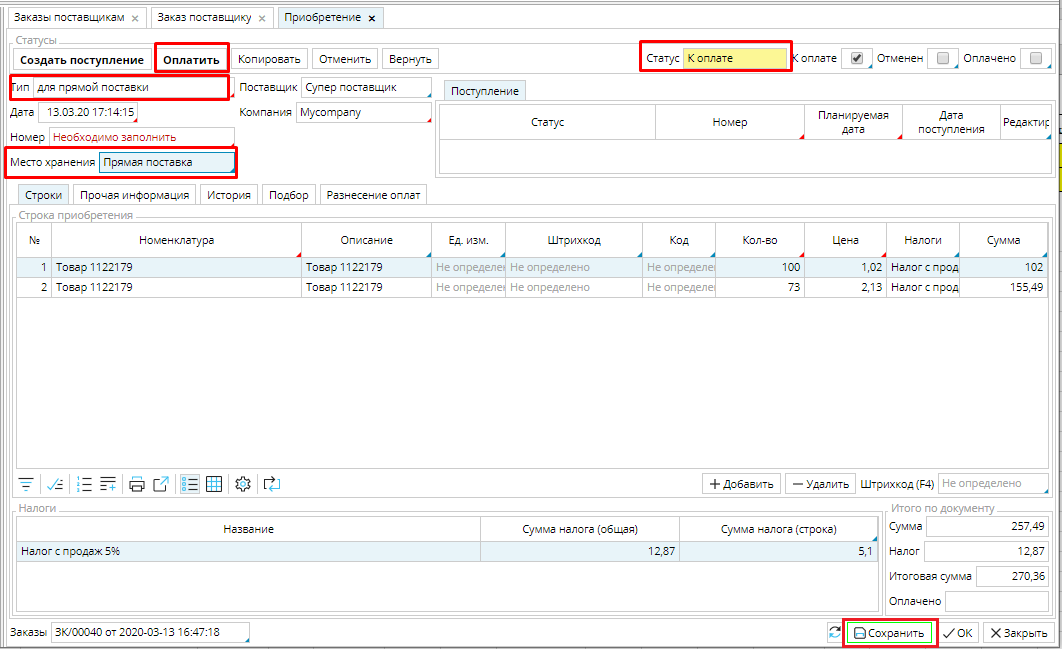 Заказы поставщикам × Заказ поставщику × Приобретение ×
Статусы
Создать поступление Оплатить Копировать Отменить Вернуть Статус К оплате К оплате Отменен Оплачено
Тип для прямой поставки Поставщик Супер поставщик Поступление
Дата 13.03.20 17:14:15 Компания Mycompany
Статус Номер Планируемая дата Дата поступления Редактир
Номер Необходимо заполнить
Место хранения Прямая поставка
Строки Прочая информация История Подбор Разнесение оплат
Строка приобретения
№ Номенклатура Описание Ед. изм. Штрихкод Код Кол-во Цена Налоги Сумма
1 Товар 1122179 Товар 1122179 Не определен Не определено Не определе 100 1,02 Налог с прод 102
2 Товар 1122179 Товар 1122179 Не определен Не определено Не определе 73 2,13 Налог с прод 155,49
Добавить Удалить Штрихкод (F4) Не определено
Налоги
Название Сумма налога (общая) Сумма налога (строка)
Налог с продаж 5% 12,87 5,1
Итого по документу
Сумма 257,49
Налог 12,87
Итоговая сумма 270,36
Оплачено
Заказы ЗК/00040 от 2020-03-13 16:47:18 Сохранить OK Закрыть